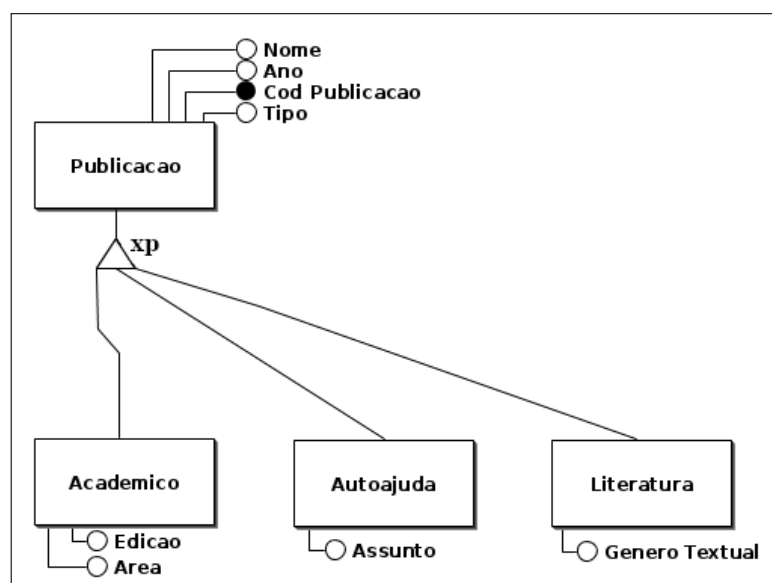 Nome
Ano
Cod Publicacao
Tipo
Publicacao
xp
Academico
Autoajuda
Literatura
Edicao
Area
Assunto
Genero Textual